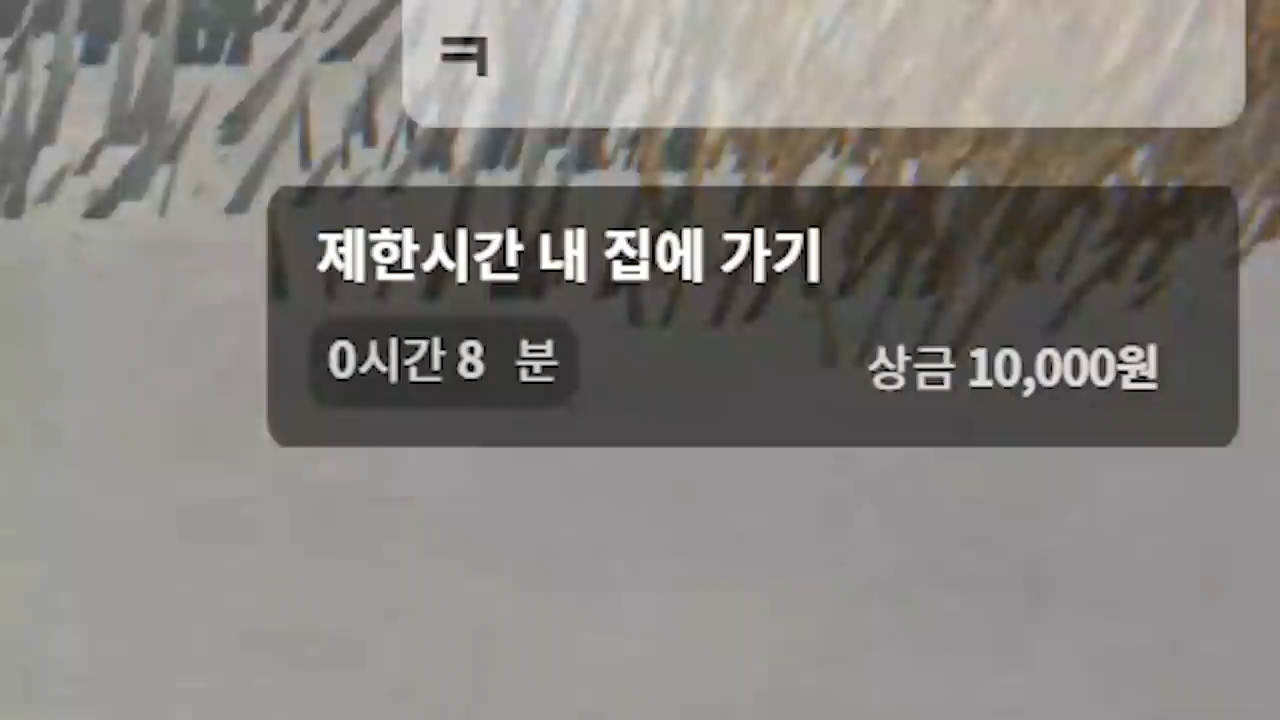 ㅋ
제한시간 내 집에 가기
0시간 8 분
상금 10,000원